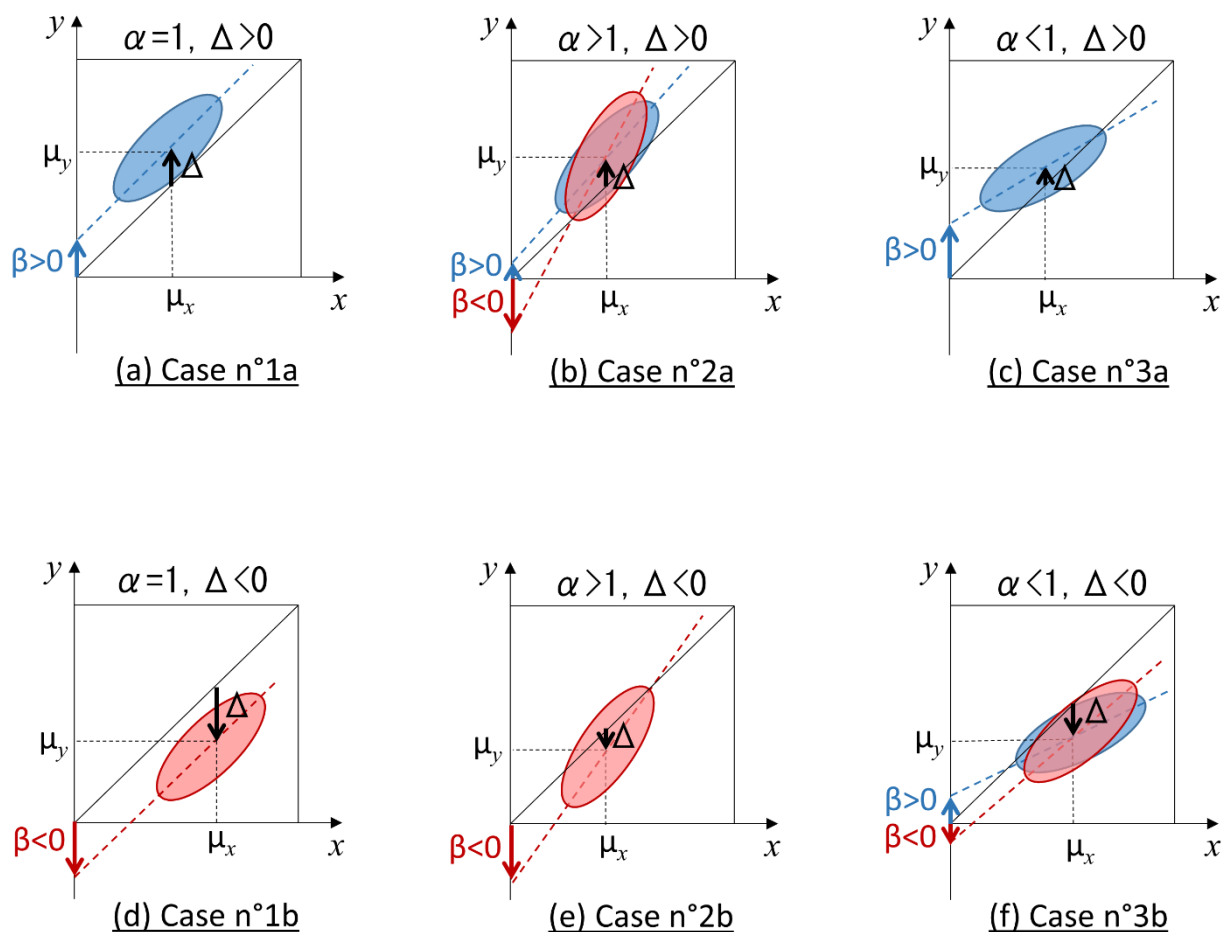 y
α=1, Δ>0
μy
Δ
β>0
μx
x
(a) Case n°1a
y
α>1, Δ>0
μy
Δ
β>0
β<0
μx
x
(b) Case n°2a
y
α<1, Δ>0
μy
Δ
β>0
μx
x
(c) Case n°3a
y
α=1, Δ<0
Δ
μy
β<0
μx
x
(d) Case n°1b
y
α>1, Δ<0
Δ
μy
β<0
μx
x
(e) Case n°2b
y
α<1, Δ<0
Δ
μy
β>0
β<0
μx
x
(f) Case n°3b